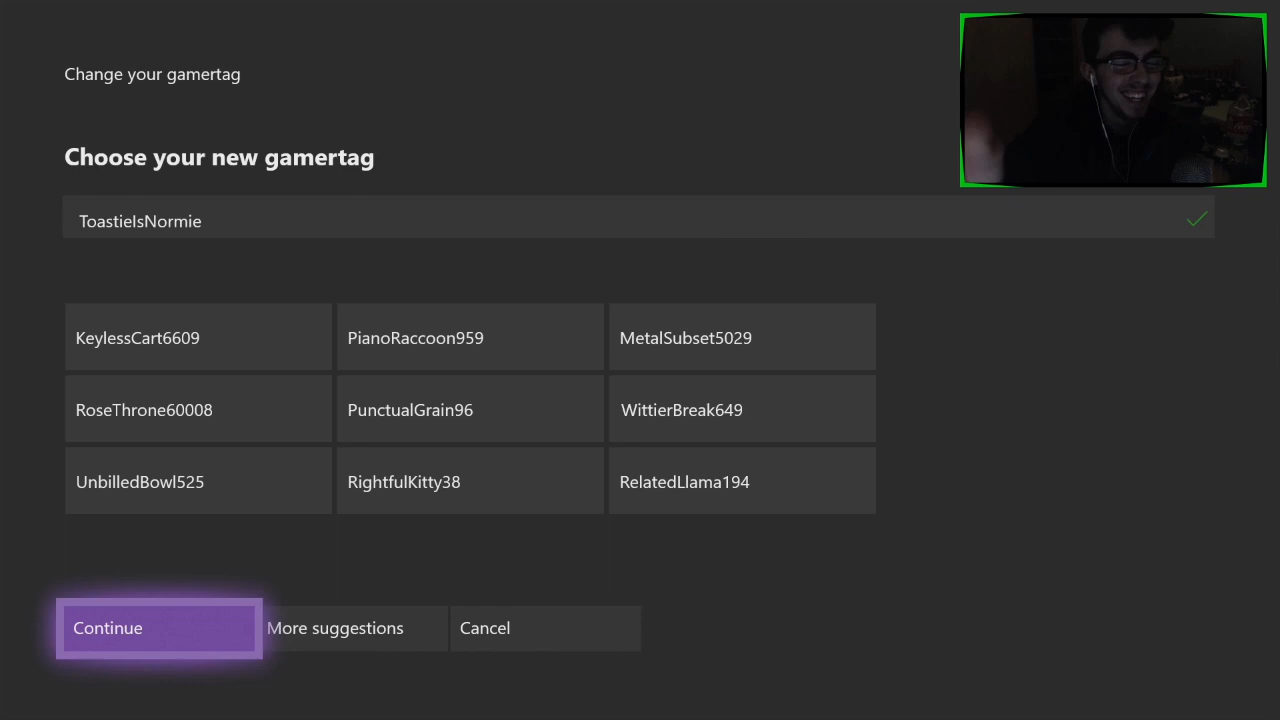 Change your gamertag
Choose your new gamertag
ToastieIsNormie
KeylessCart6609
PianoRaccoon959
MetalSubset5029
RoseThrone60008
PunctualGrain96
WittierBreak649
UnbilledBowl525
RightfulKitty38
RelatedLlama194
Continue
More suggestions
Cancel